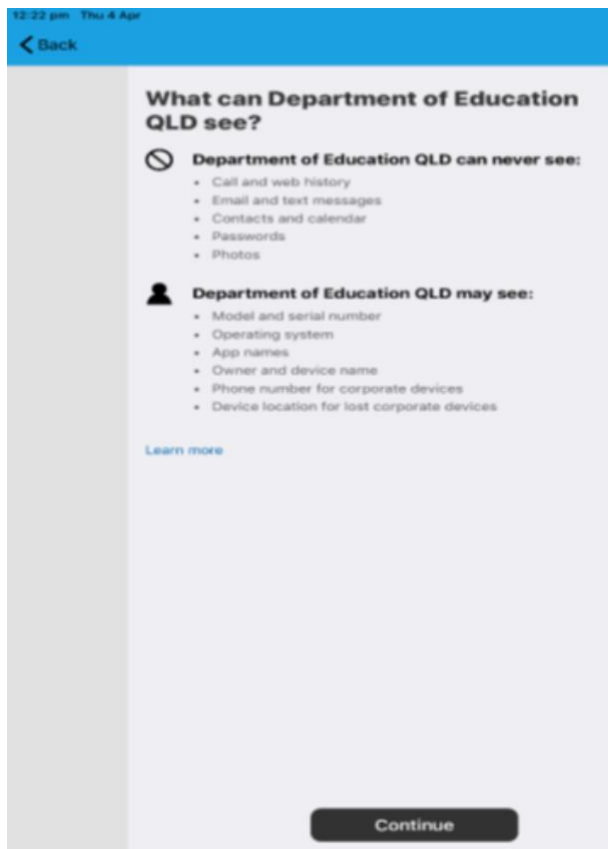 12:22 pm Thu 4 Apr
Back
What can Department of Education
QLD see?
Department of Education QLD can never see:
• Call and web history
• Email and text messages
• Contacts and calendar
• Passwords
• Photos
Department of Education QLD may see:
• Model and serial number
• Operating system
• App names
• Owner and device name
• Phone number for corporate devices
• Device location for lost corporate devices
Learn more
Continue